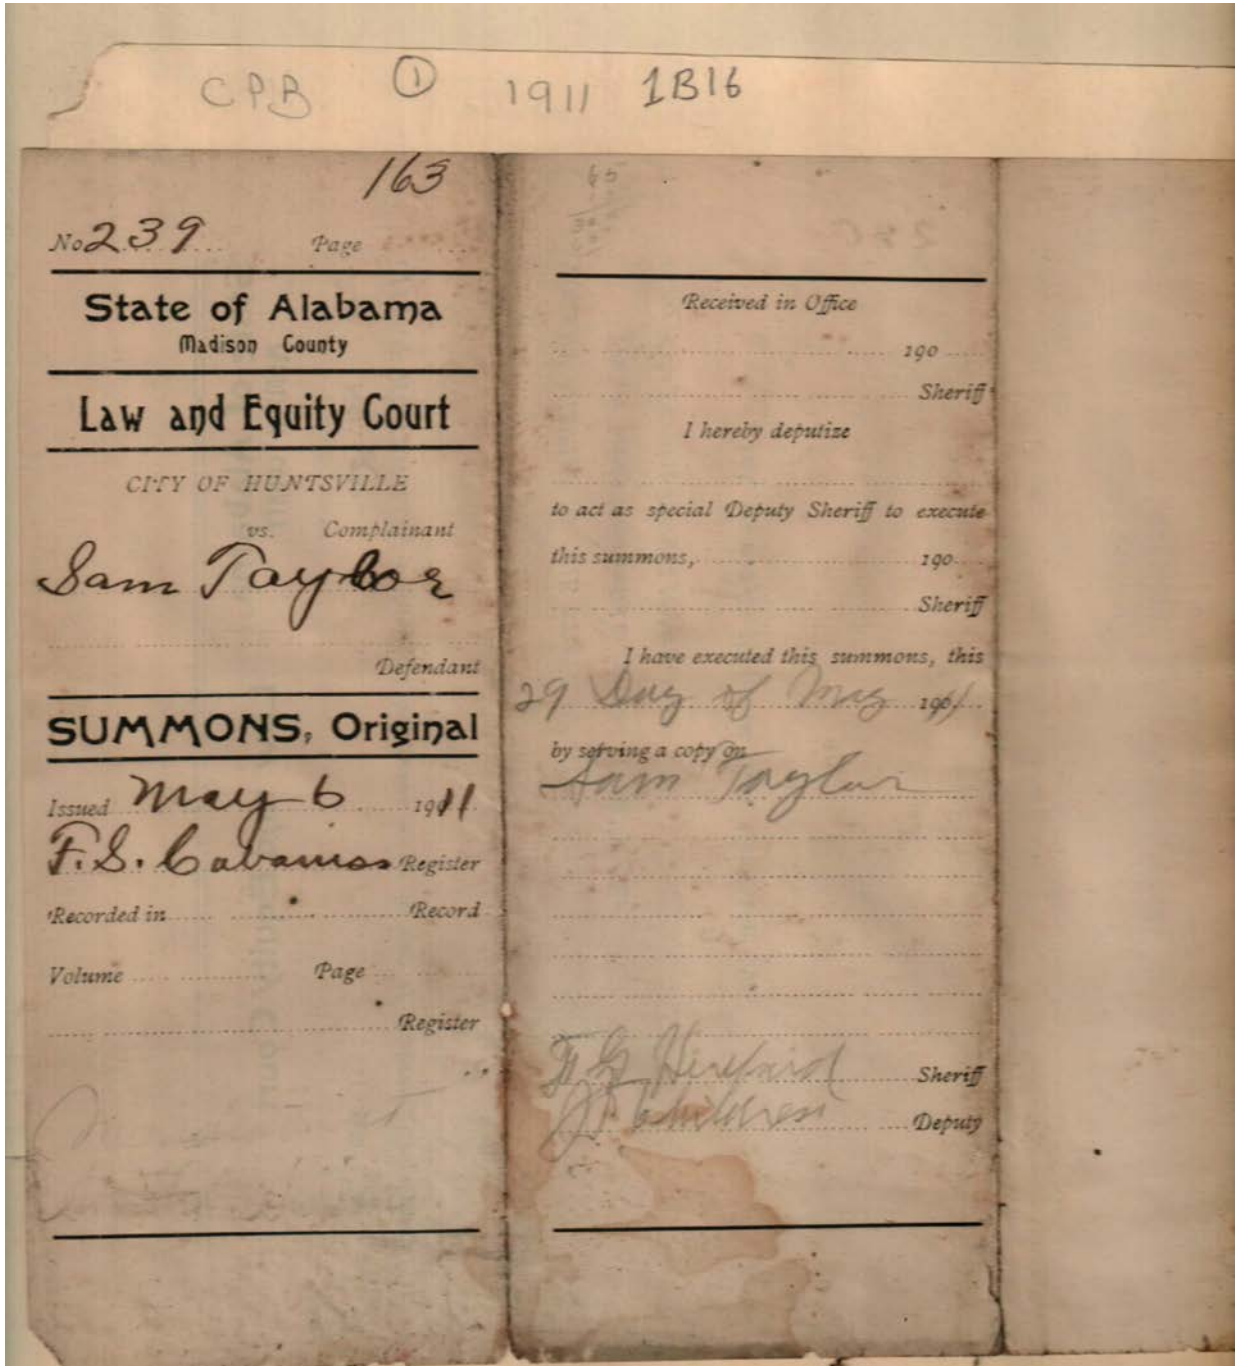 CPB ① 1911 1B16
163
No 239 Page
State of Alabama
Madison County
Law and Equity Court
CITY OF HUNTSVILLE
vs. Complainant
Sam Taylor
Defendant
SUMMONS, Original
Issued May 6 1911
F. S. Cabaniss Register
Recorded in Record
Volume Page
Register
Received in Office
190
Sheriff
I hereby deputize
to act as special Deputy Sheriff to execute
this summons, 190
Sheriff
I have executed this summons, this
29 Day of May 1911
by serving a copy on
Sam Taylor
Sheriff
Childress Deputy